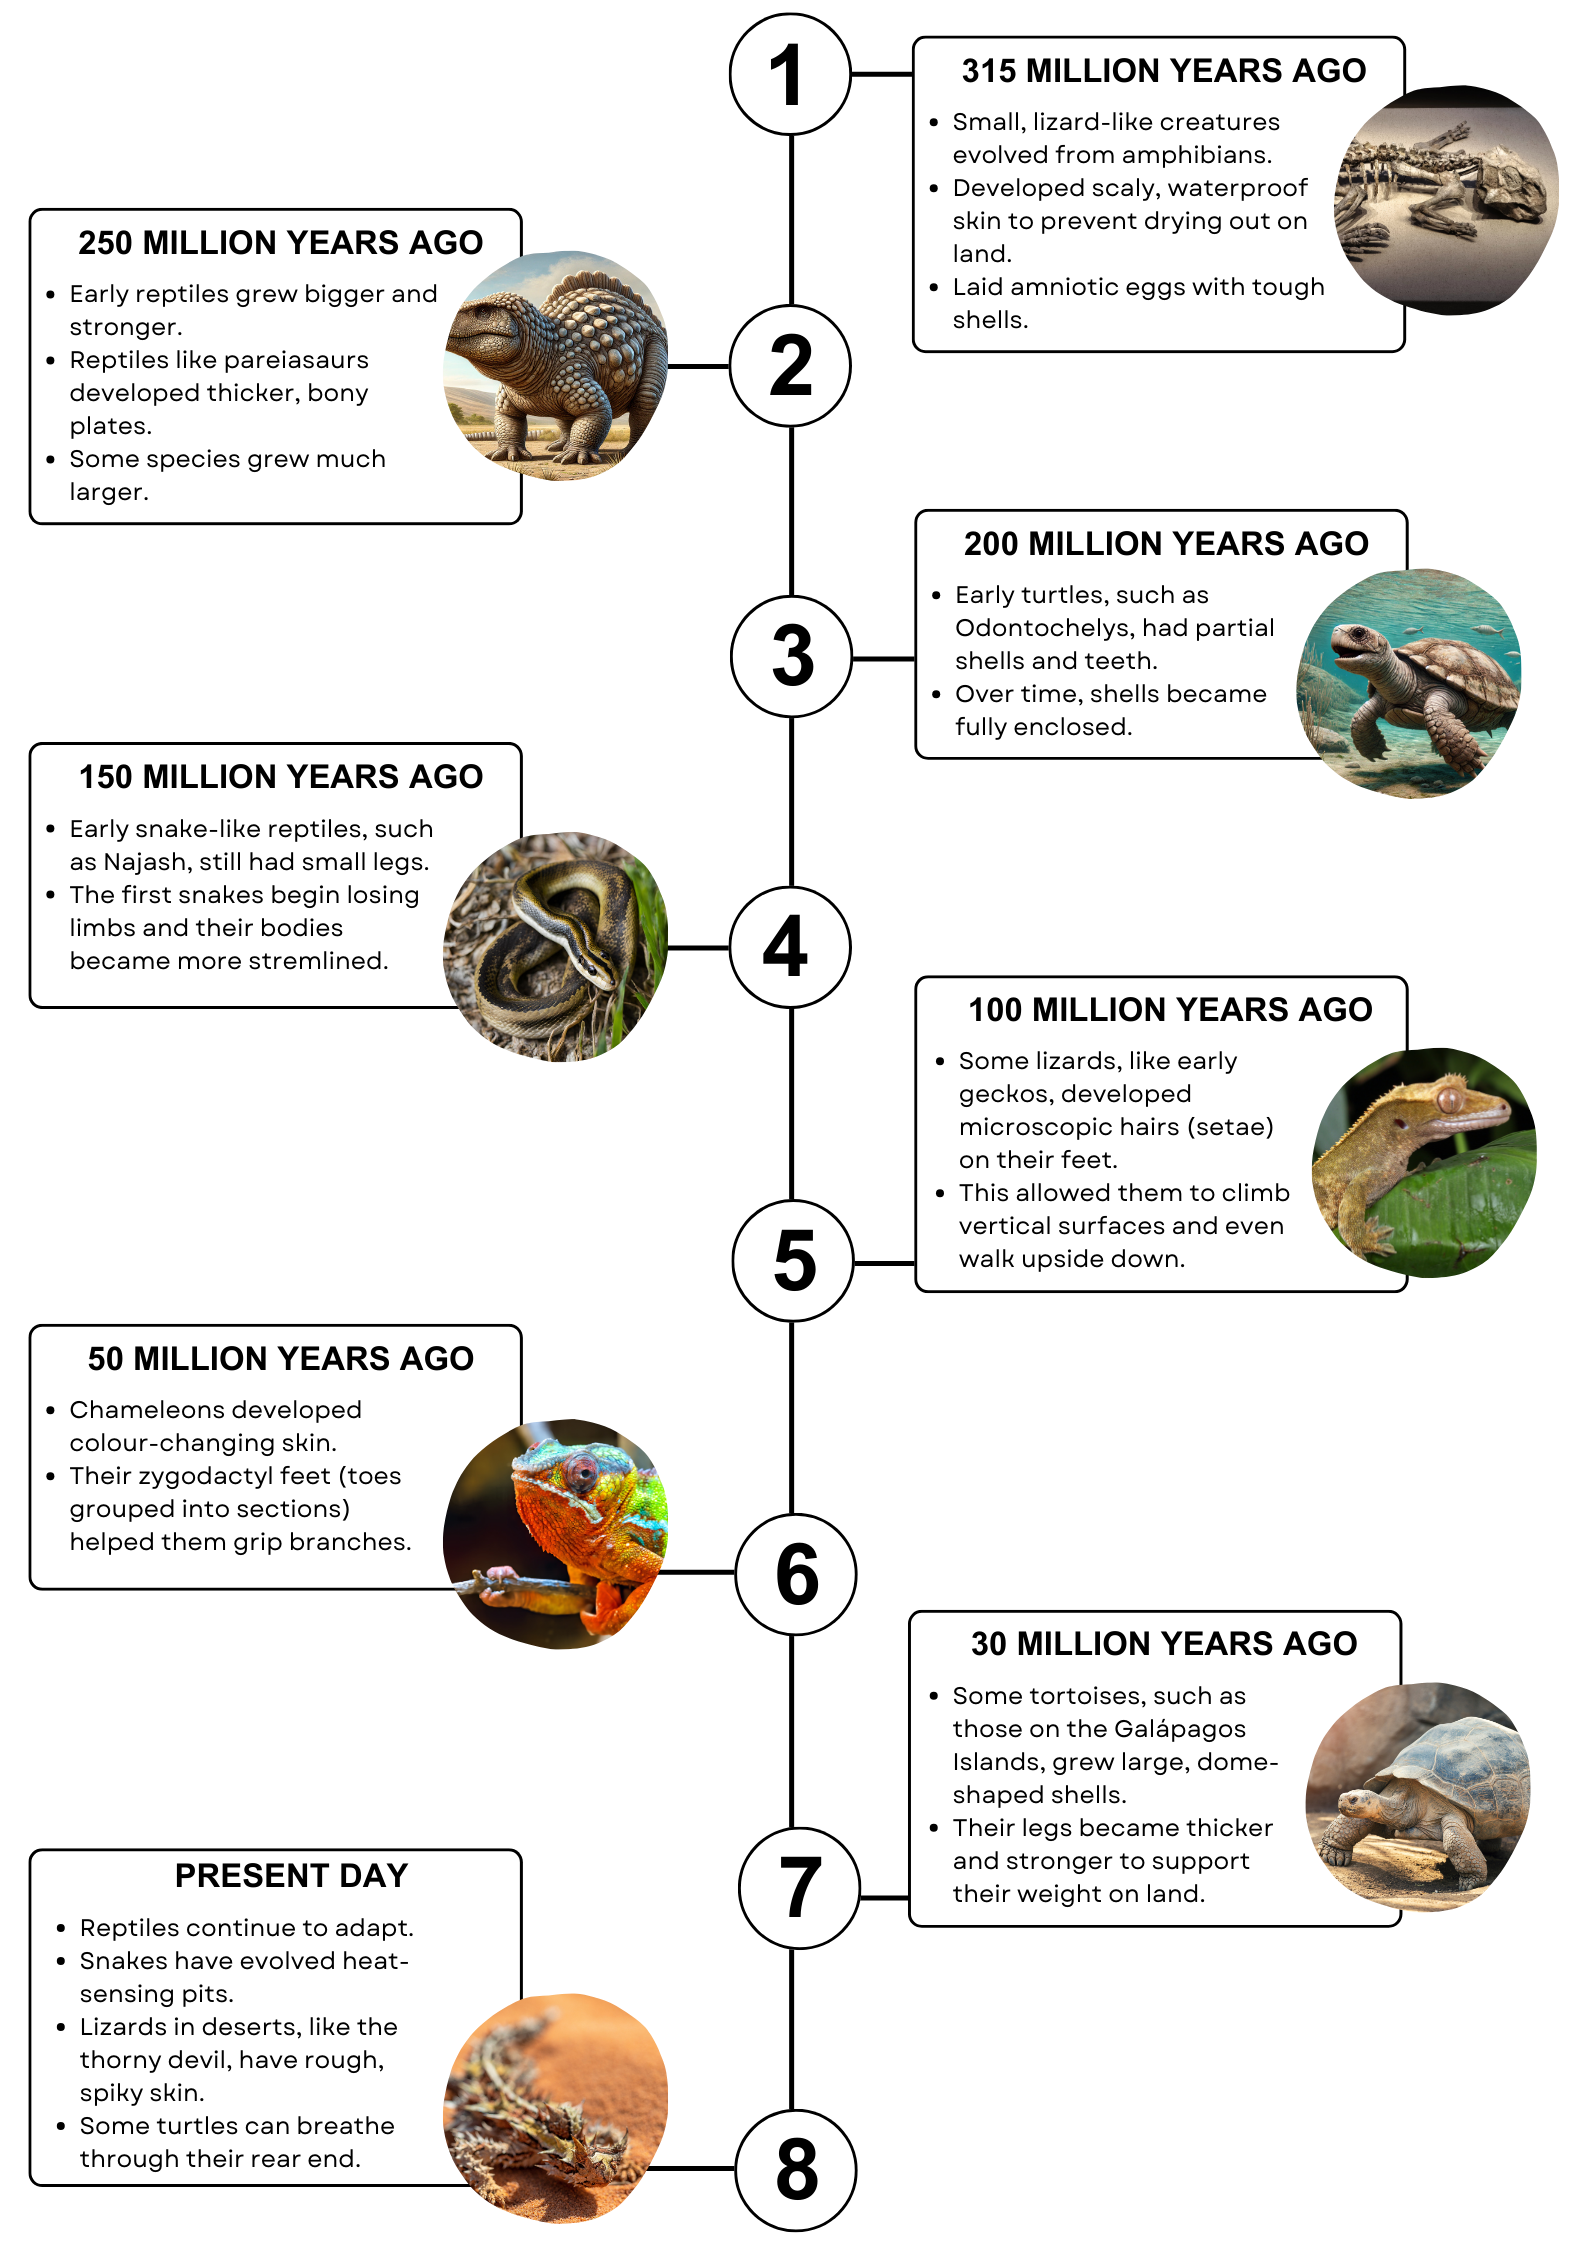 1
315 MILLION YEARS AGO
• Small, lizard-like creatures
evolved from amphibians.
• Developed scaly, waterproof
skin to prevent drying out on
land.
• Laid amniotic eggs with tough
shells.
2
250 MILLION YEARS AGO
• Early reptiles grew bigger and
stronger.
• Reptiles like pareiasaurs
developed thicker, bony
plates.
• Some species grew much
larger.
3
200 MILLION YEARS AGO
• Early turtles, such as
Odontochelys, had partial
shells and teeth.
• Over time, shells became
fully enclosed.
4
150 MILLION YEARS AGO
• Early snake-like reptiles, such
as Najash, still had small legs.
• The first snakes begin losing
limbs and their bodies
became more stremlined.
5
100 MILLION YEARS AGO
• Some lizards, like early
geckos, developed
microscopic hairs (setae)
on their feet.
• This allowed them to climb
vertical surfaces and even
walk upside down.
6
50 MILLION YEARS AGO
• Chameleons developed
colour-changing skin.
• Their zygodactyl feet (toes
grouped into sections)
helped them grip branches.
7
30 MILLION YEARS AGO
• Some tortoises, such as
those on the Galápagos
Islands, grew large, dome-
shaped shells.
• Their legs became thicker
and stronger to support
their weight on land.
8
PRESENT DAY
• Reptiles continue to adapt.
• Snakes have evolved heat-
sensing pits.
• Lizards in deserts, like the
thorny devil, have rough,
spiky skin.
• Some turtles can breathe
through their rear end.